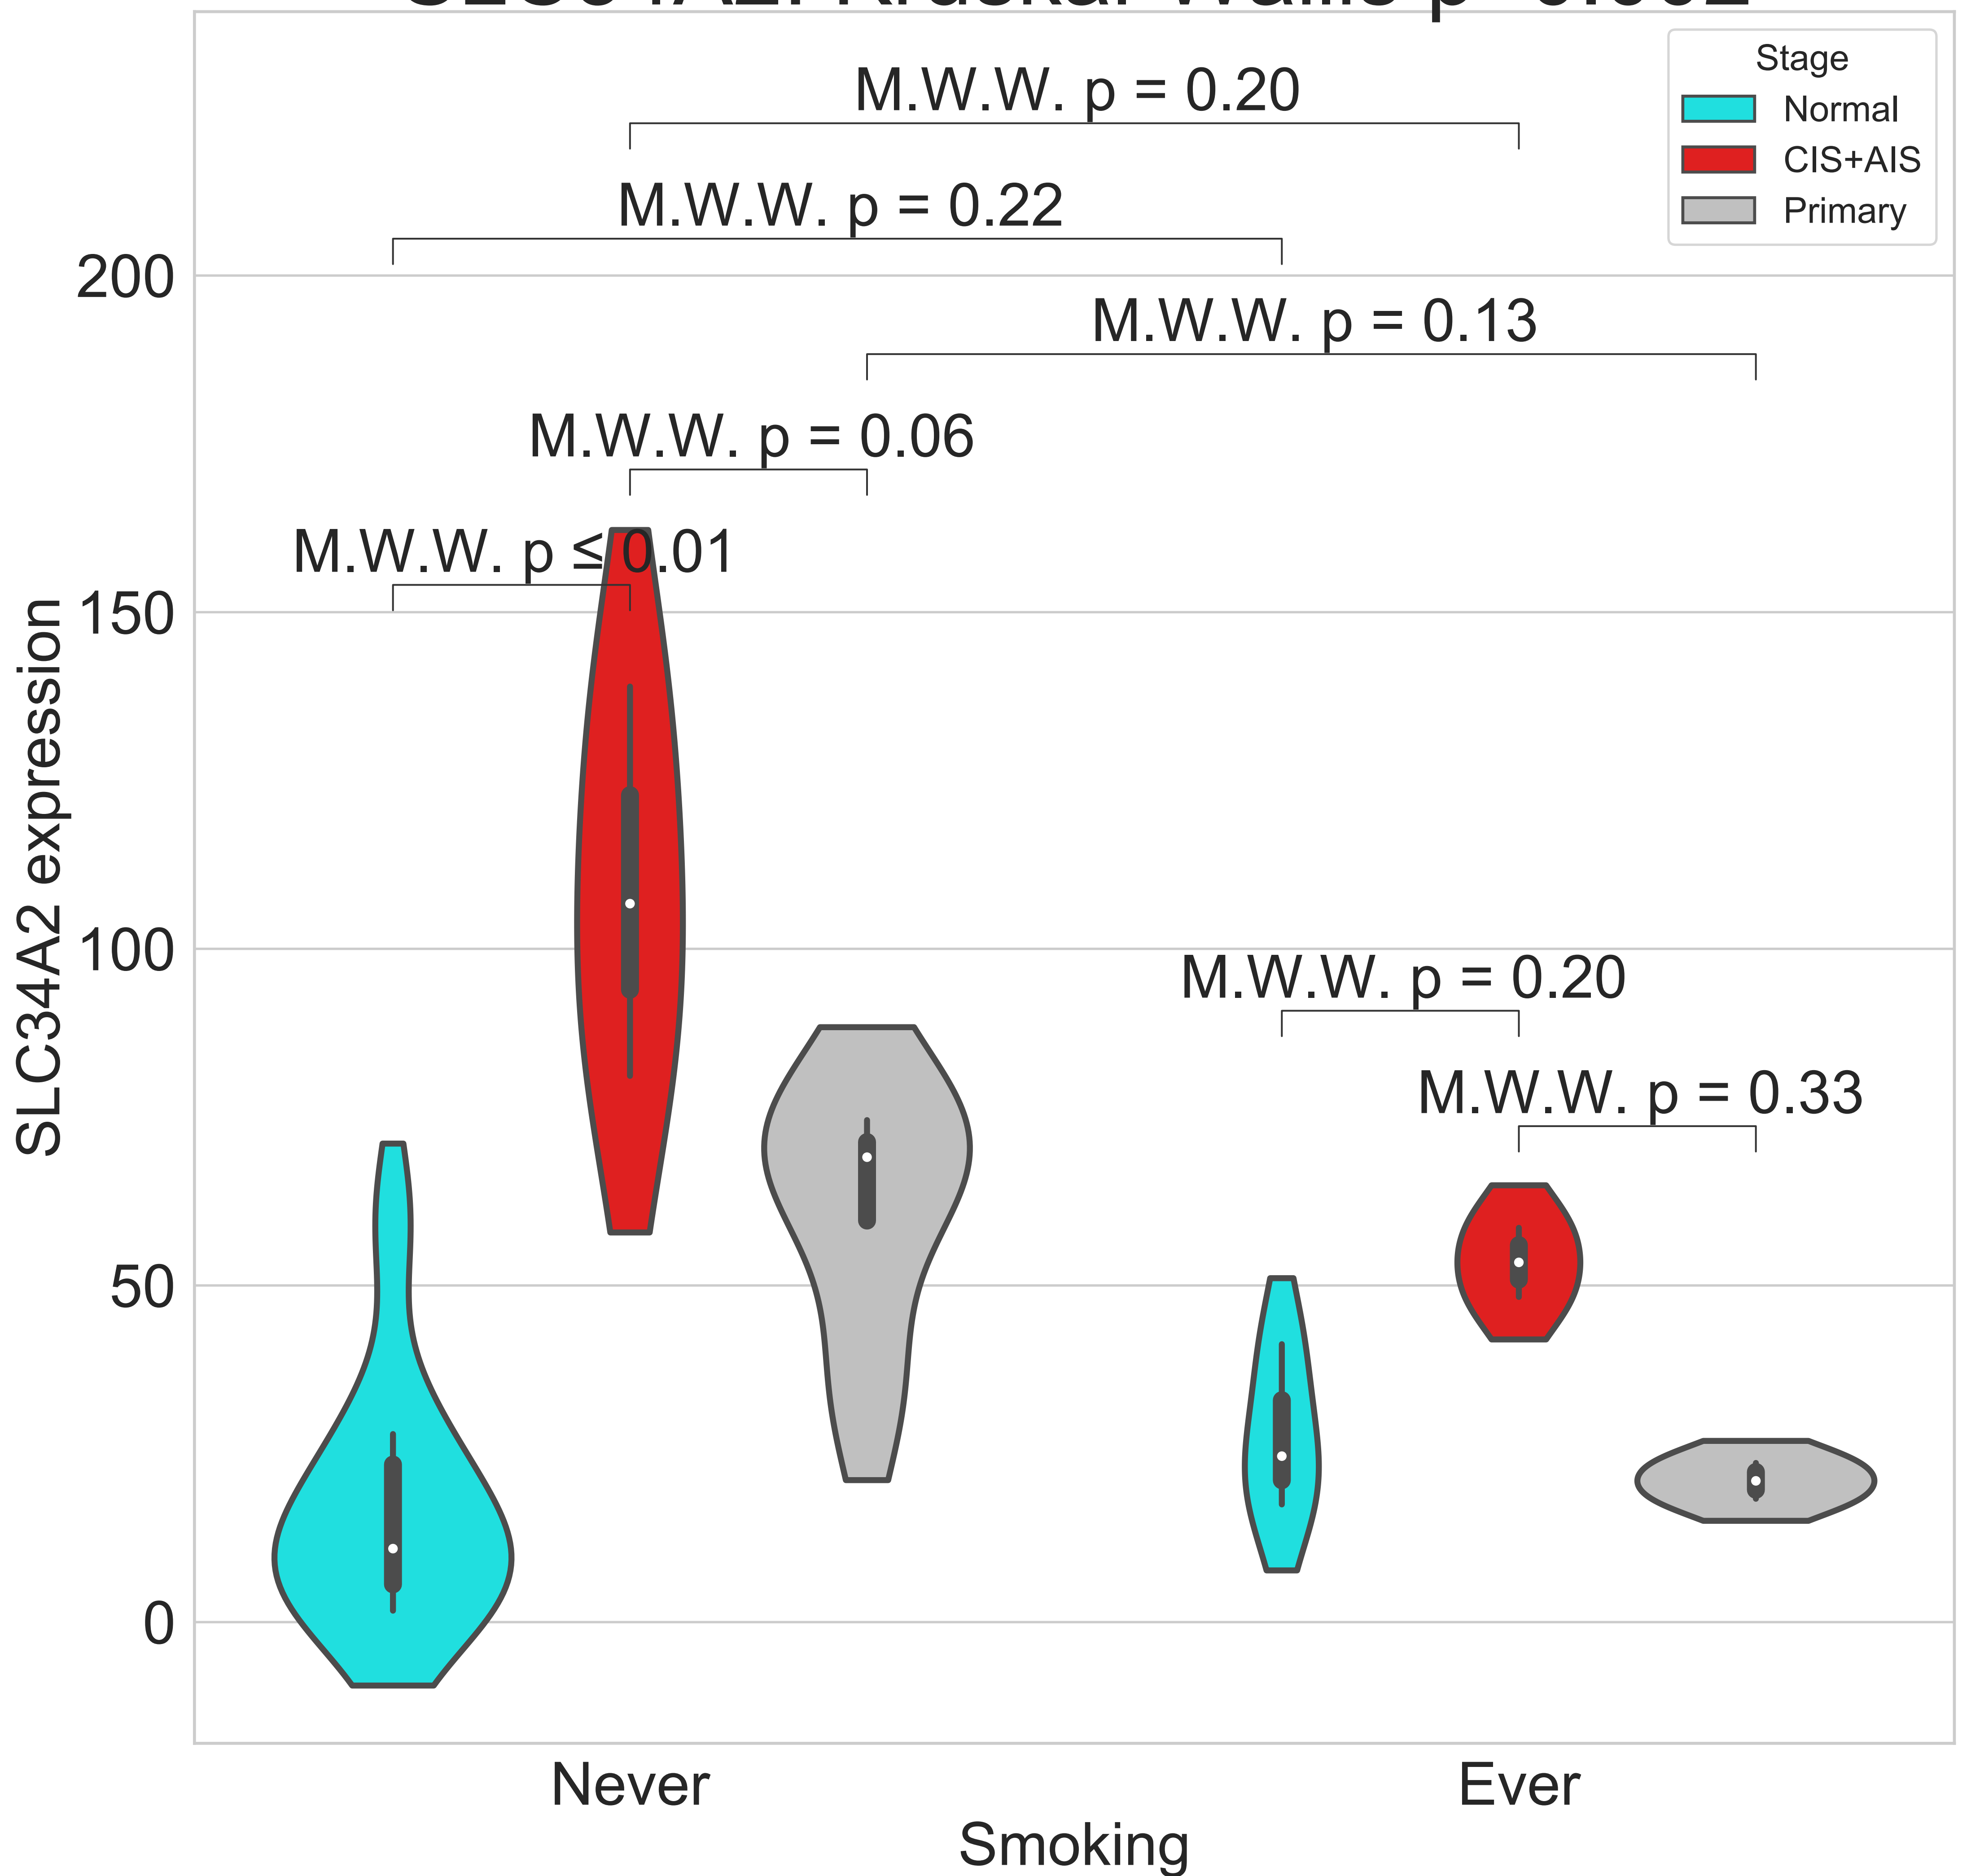 Stage
Normal
CIS+AIS
Primary
M.W.W. p = 0.20
M.W.W. p = 0.22
M.W.W. p = 0.13
M.W.W. p = 0.06
M.W.W. p ≤ 0.01
M.W.W. p = 0.20
M.W.W. p = 0.33
SLC34A2 expression
200
150
100
50
0
Never
Ever
Smoking